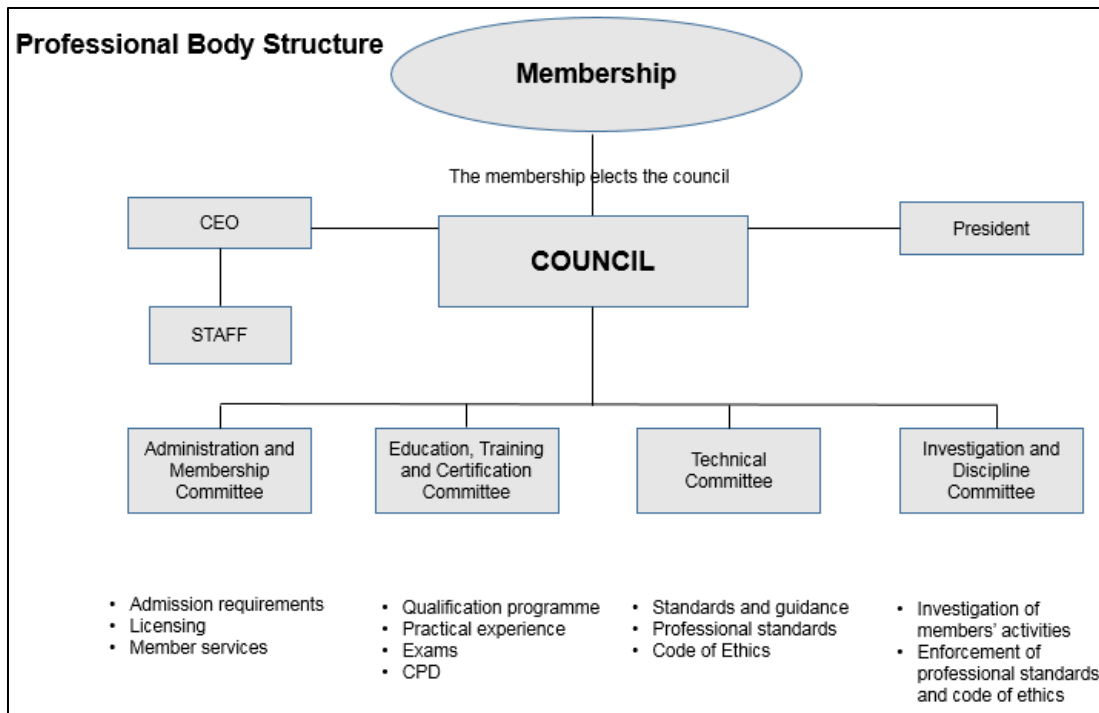 Professional Body Structure
Membership
The membership elects the council
CEO
COUNCIL
President
STAFF
Administration and
Membership
Committee
Education, Training
and Certification
Committee
Technical
Committee
Investigation and
Discipline
Committee
• Admission requirements
• Licensing
• Member services
• Qualification programme
• Practical experience
• Exams
• CPD
• Standards and guidance
• Professional standards
• Code of Ethics
• Investigation of
members’ activities
• Enforcement of
professional standards
and code of ethics